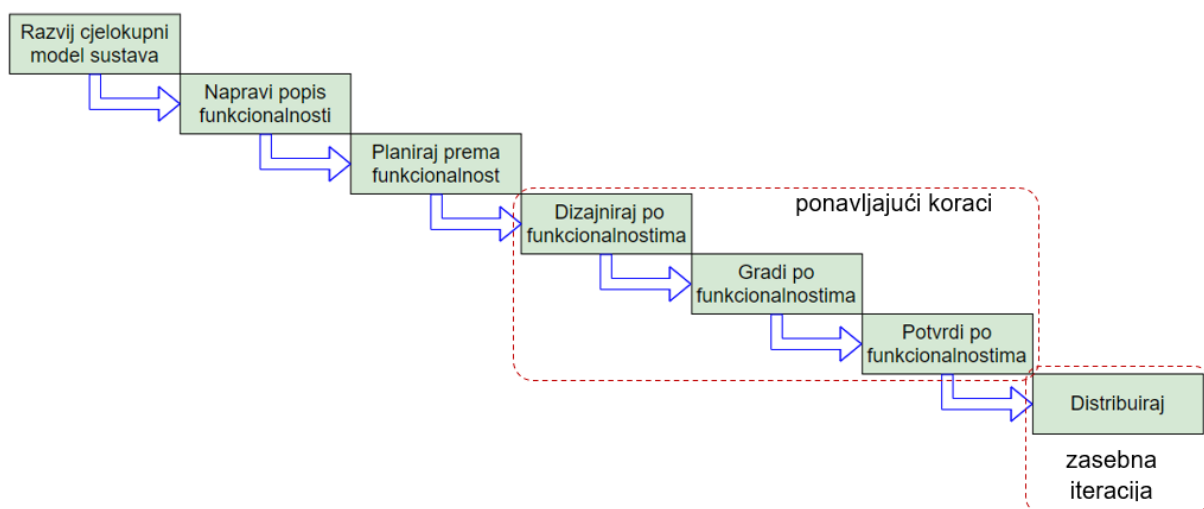 Razvij cjelokupni
model sustava
Napravi popis
funkcionalnosti
Planiraj prema
funkcionalnost
Dizajniraj po
funkcionalnostima
ponavljajući koraci
Gradi po
funkcionalnostima
Potvrdi po
funkcionalnostima
Distribuiraj
zasebna
iteracija